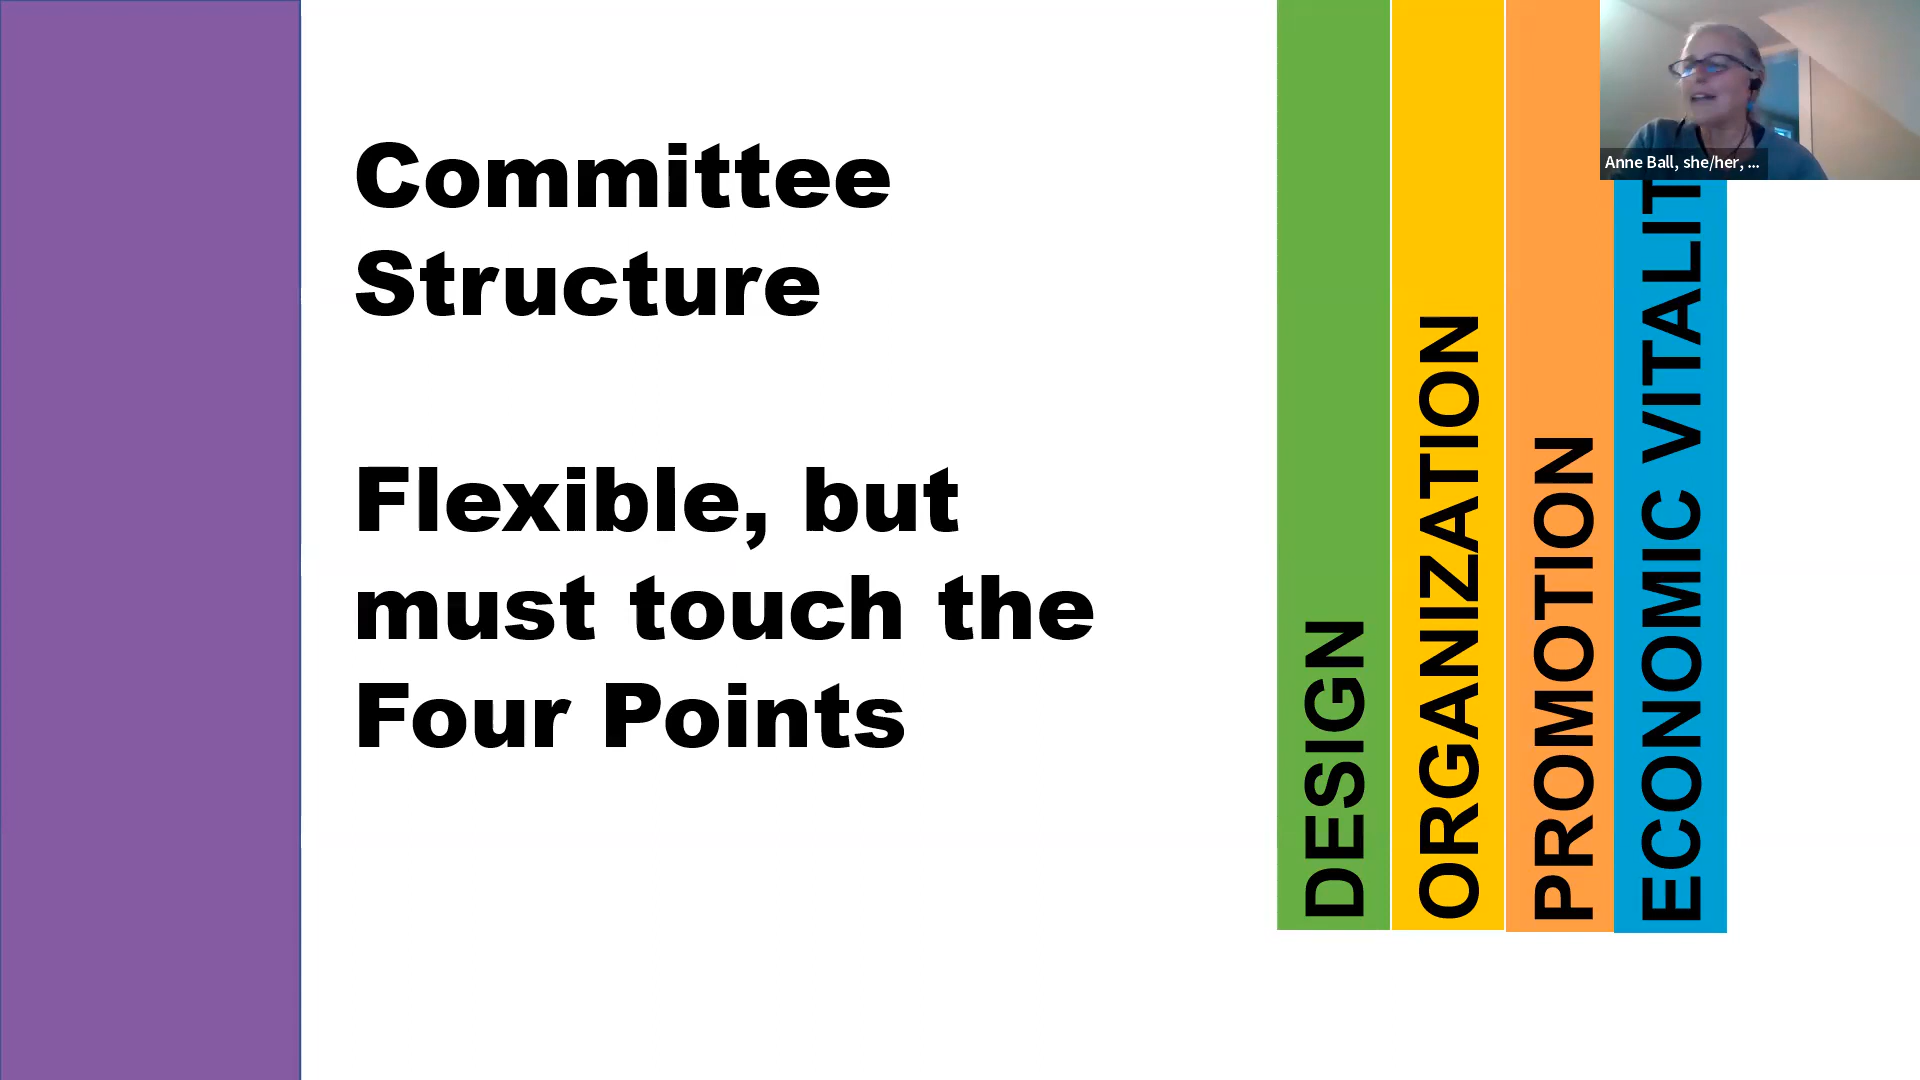 Committee
Structure
Flexible, but
must touch the
Four Points
DESIGN
ORGANIZATION
PROMOTION
ECONOMIC VITALIT
Anne Ball, she/her, ...